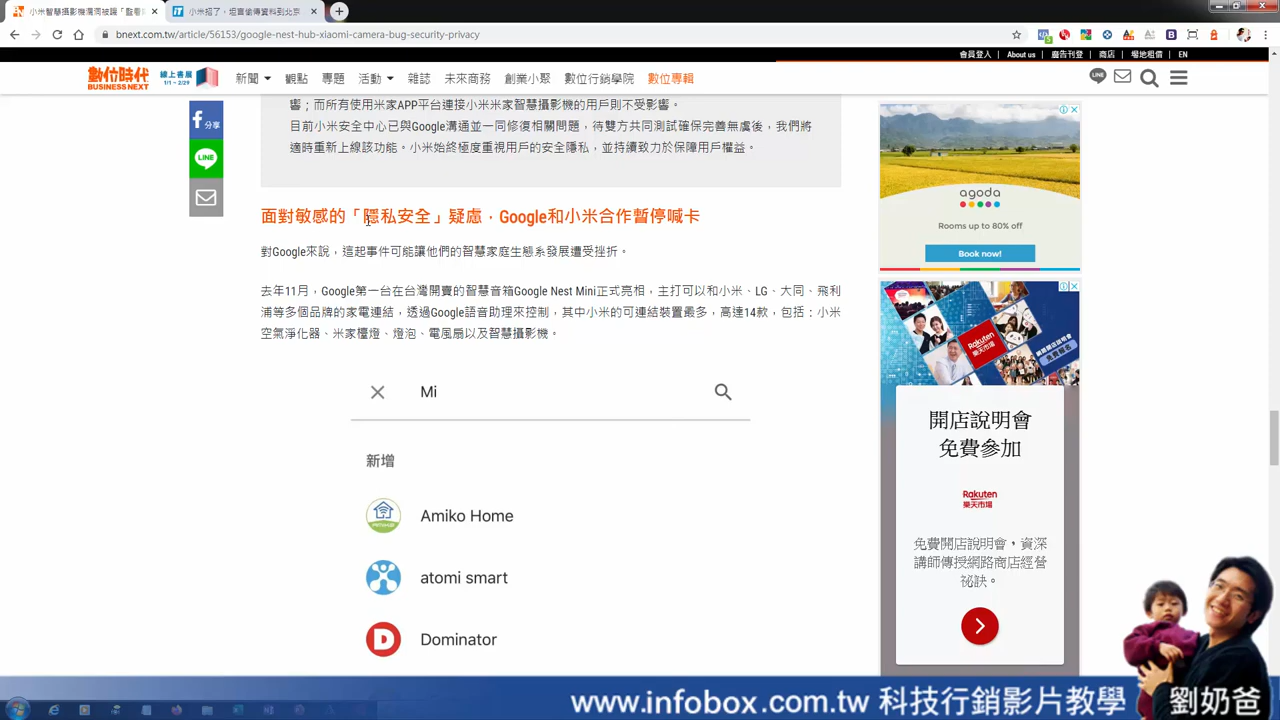 小米智慧攝影機漏洞被踢「監看
小米招了，坦言偷傳資料到北京
bnext.com.tw/article/56153/google-nest-hub-xiaomi-camera-bug-security-privacy
會員登入 | About us | 廣告刊登 | 商店 | 場地租借 | EN
數位時代
BUSINESS NEXT
線上書展
1/1 ~ 2/29
新聞 觀點 專題 活動 雜誌 未來商務 創業小聚 數位行銷學院 數位專輯
LINE
分享
LINE
響；而所有使用米家APP平台連接小米米家智慧攝影機的用戶則不受影響。
目前小米安全中心已與Google溝通並一同修復相關問題，待雙方共同測試確保完善無虞後，我們將
適時重新上線該功能。小米始終極度重視用戶的安全隱私，並持續致力於保障用戶權益。
面對敏感的「隱私安全」疑慮，Google和小米合作暫停喊卡
對Google來說，這起事件可能讓他們的智慧家庭生態系發展遭受挫折。
去年11月，Google第一台在台灣開賣的智慧音箱Google Nest Mini正式亮相，主打可以和小米、LG、大同、飛利
浦等多個品牌的家電連結，透過Google語音助理來控制，其中小米的可連結裝置最多，高達14款，包括：小米
空氣淨化器、米家檯燈、燈泡、電風扇以及智慧攝影機。
Mi
新增
Amiko Home
atomi smart
Dominator
agoda
Rooms up to 80% off
Book now!
Rakuten
樂天市場
開店說明會
免費參加
Rakuten
樂天市場
免費開店說明會，資深
講師傳授網路商店經營
祕訣。
www.infobox.com.tw 科技行銷影片教學 劉奶爸